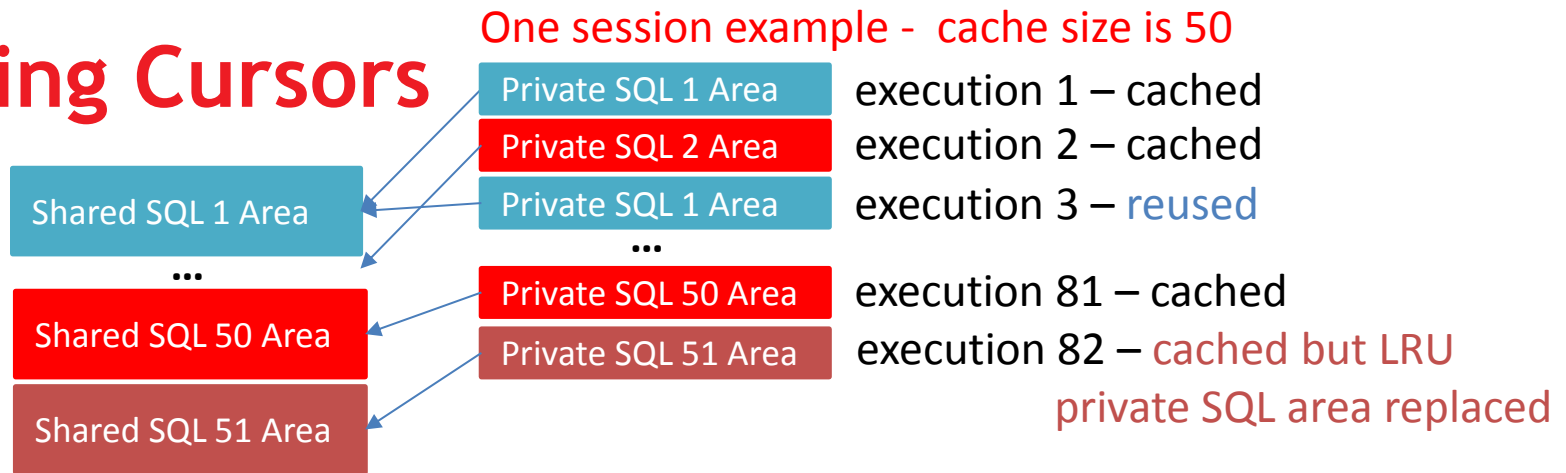 One session example - cache size is 50
ing Cursors
Private SQL 1 Area execution 1 – cached
Private SQL 2 Area execution 2 – cached
Shared SQL 1 Area Private SQL 1 Area execution 3 – reused
...
...
Private SQL 50 Area execution 81 – cached
Shared SQL 50 Area Private SQL 51 Area execution 82 – cached but LRU
private SQL area replaced
Shared SQL 51 Area